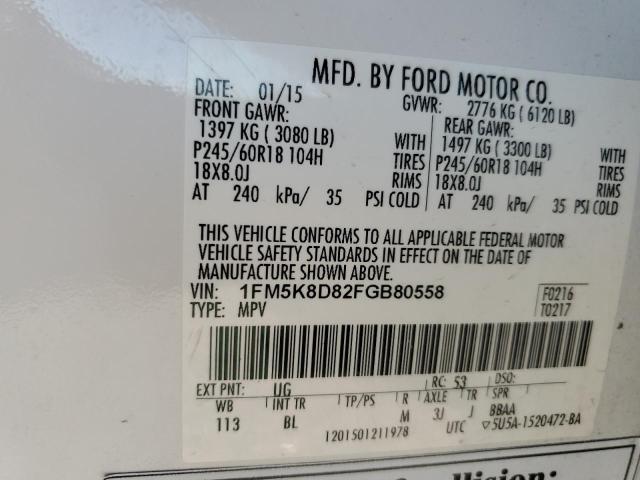 MFD. BY FORD MOTOR CO.
DATE: 01/15 GVWR: 2776 KG ( 6120 LB)
FRONT GAWR: REAR GAWR:
1397 KG ( 3080 LB) WITH 1497 KG ( 3300 LB) WITH
P245/60R18 104H TIRES P245/60R18 104H TIRES
18X8.0J RIMS 18X8.0J RIMS
AT 240 kPa/ 35 PSI COLD AT 240 kPa/ 35 PSI COLD
THIS VEHICLE CONFORMS TO ALL APPLICABLE FEDERAL MOTOR
VEHICLE SAFETY STANDARDS IN EFFECT ON THE DATE OF
MANUFACTURE SHOWN ABOVE.
VIN: 1FM5K8D82FGB80558 F0216
TYPE: MPV T0217
EXT PNT: UG RC: 53 DSO:
WB INT TR TP/PS R AXLE TR SPR
113 BL M 3J J BBAA
1201501211978 UTC ▽5U5A-1520472-BA